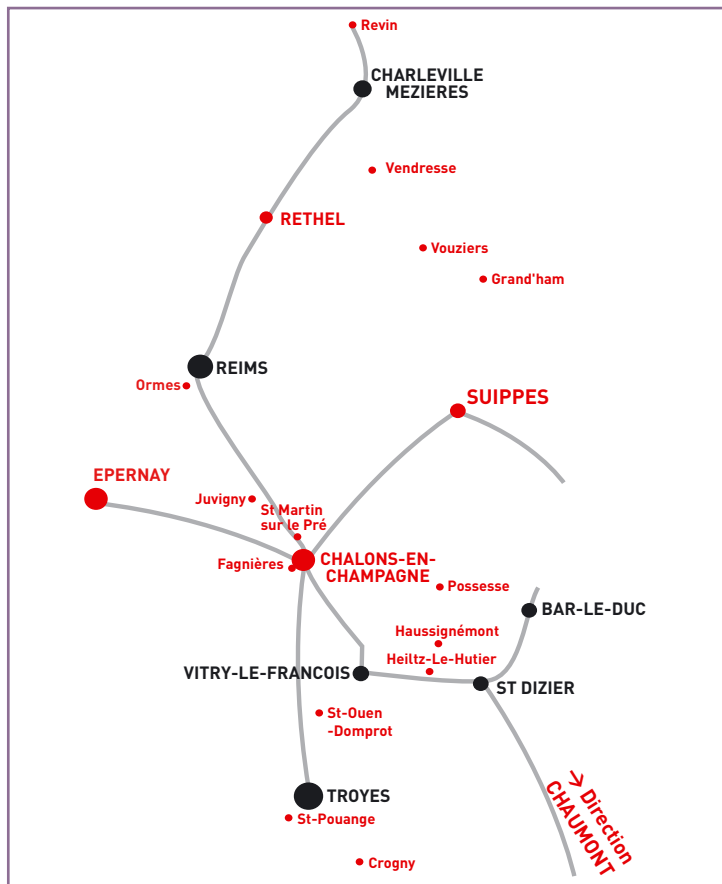 Revin
CHARLEVILLE
MEZIERES
Vendresse
RETHEL
Vouziers
Grand'ham
REIMS
Ormes
SUIPPES
EPERNAY
Juvigny
St Martin
sur le Pré
Fagnières
CHALONS-EN-
CHAMPAGNE
Possesse
BAR-LE-DUC
Haussignémont
Heiltz-Le-Hutier
VITRY-LE-FRANCOIS
ST DIZIER
St-Ouen
-Domprot
TROYES
St-Pouange
→ Direction
CHAUMONT
Crogny